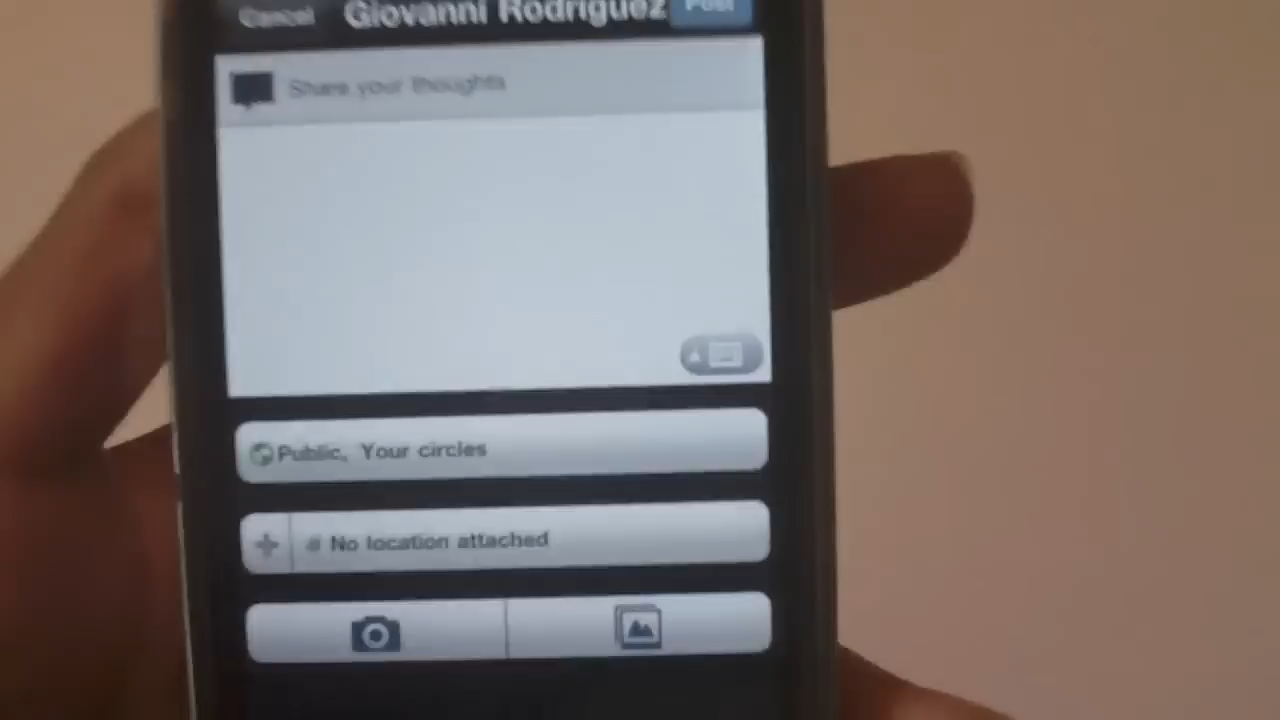 Cancel Giovanni Rodriguez Post
Share your thoughts
Public, Your circles
No location attached